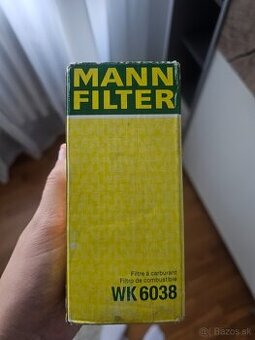 MANN
FILTER
Filtre à carburant
Filtro de combustible
WK 6038
Bazos.sk